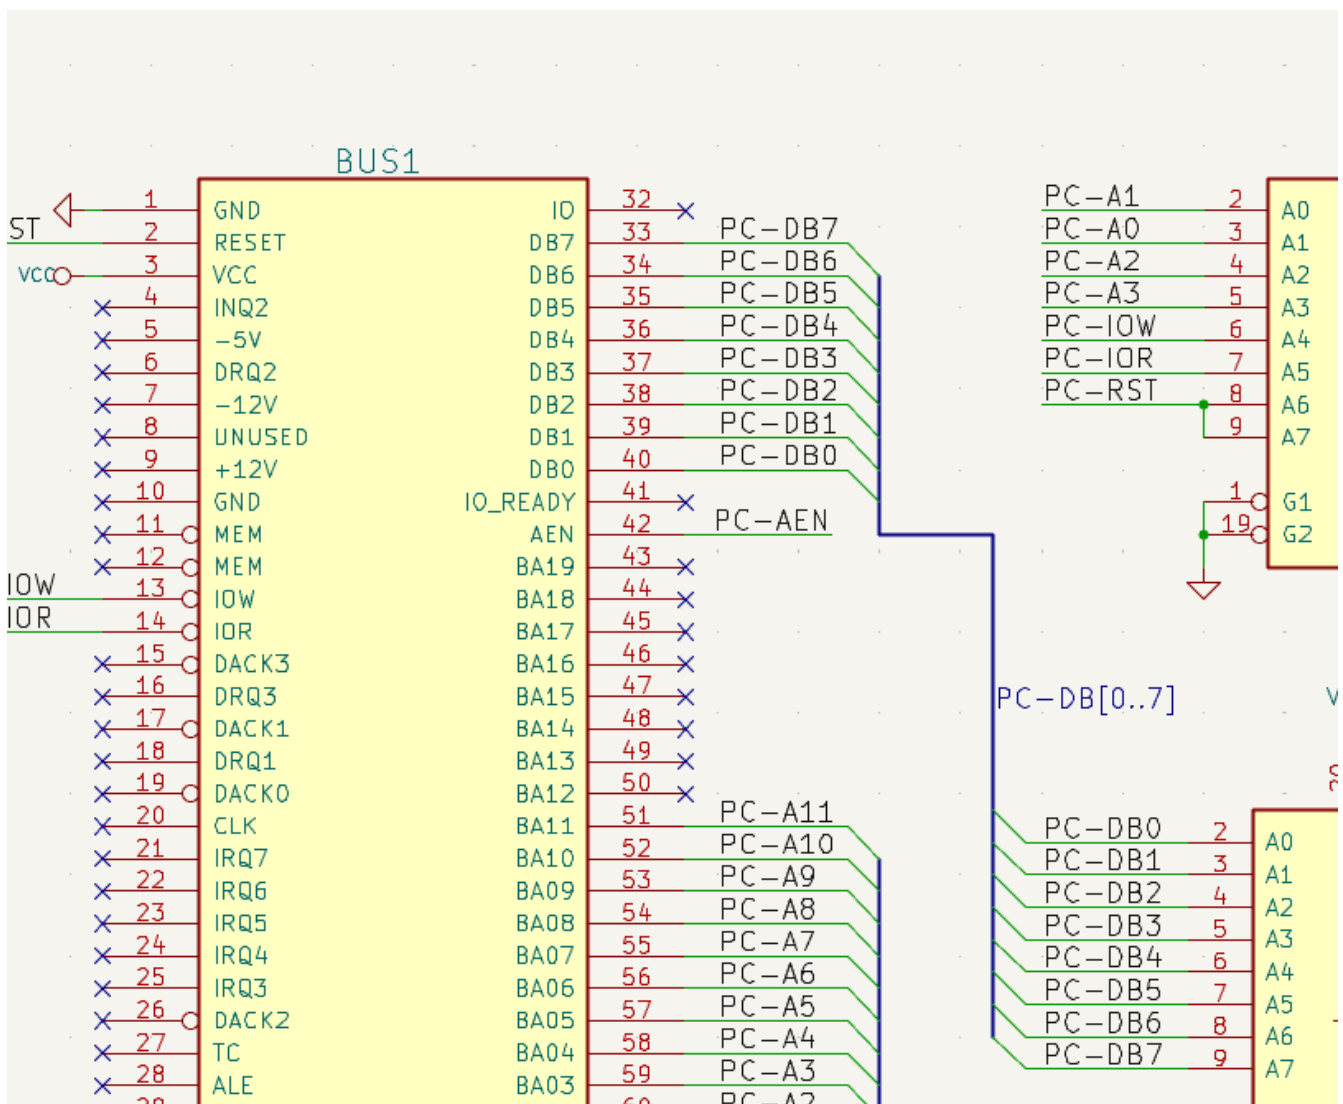 BUS1
1 GND IO 32
ST 2 RESET DB7 33 PC-DB7
VCC 3 VCC DB6 34 PC-DB6
4 INQ2 DB5 35 PC-DB5
5 -5V DB4 36 PC-DB4
6 DRQ2 DB3 37 PC-DB3
7 -12V DB2 38 PC-DB2
8 UNUSED DB1 39 PC-DB1
9 +12V DB0 40 PC-DB0
10 GND IO_READY 41
11 MEM AEN 42 PC-AEN
12 MEM BA19 43
IOW 13 IOW BA18 44
IOR 14 IOR BA17 45
15 DACK3 BA16 46
16 DRQ3 BA15 47
17 DACK1 BA14 48
18 DRQ1 BA13 49
19 DACK0 BA12 50
20 CLK BA11 51 PC-A11
21 IRQ7 BA10 52 PC-A10
22 IRQ6 BA09 53 PC-A9
23 IRQ5 BA08 54 PC-A8
24 IRQ4 BA07 55 PC-A7
25 IRQ3 BA06 56 PC-A6
26 DACK2 BA05 57 PC-A5
27 TC BA04 58 PC-A4
28 ALE BA03 59 PC-A3
PC-A1 2 A0
PC-A0 3 A1
PC-A2 4 A2
PC-A3 5 A3
PC-IOW 6 A4
PC-IOR 7 A5
PC-RST 8 A6
9 A7
1 G1
19 G2
PC-DB[0..7]
20
PC-DB0 2 A0
PC-DB1 3 A1
PC-DB2 4 A2
PC-DB3 5 A3
PC-DB4 6 A4
PC-DB5 7 A5
PC-DB6 8 A6
PC-DB7 9 A7